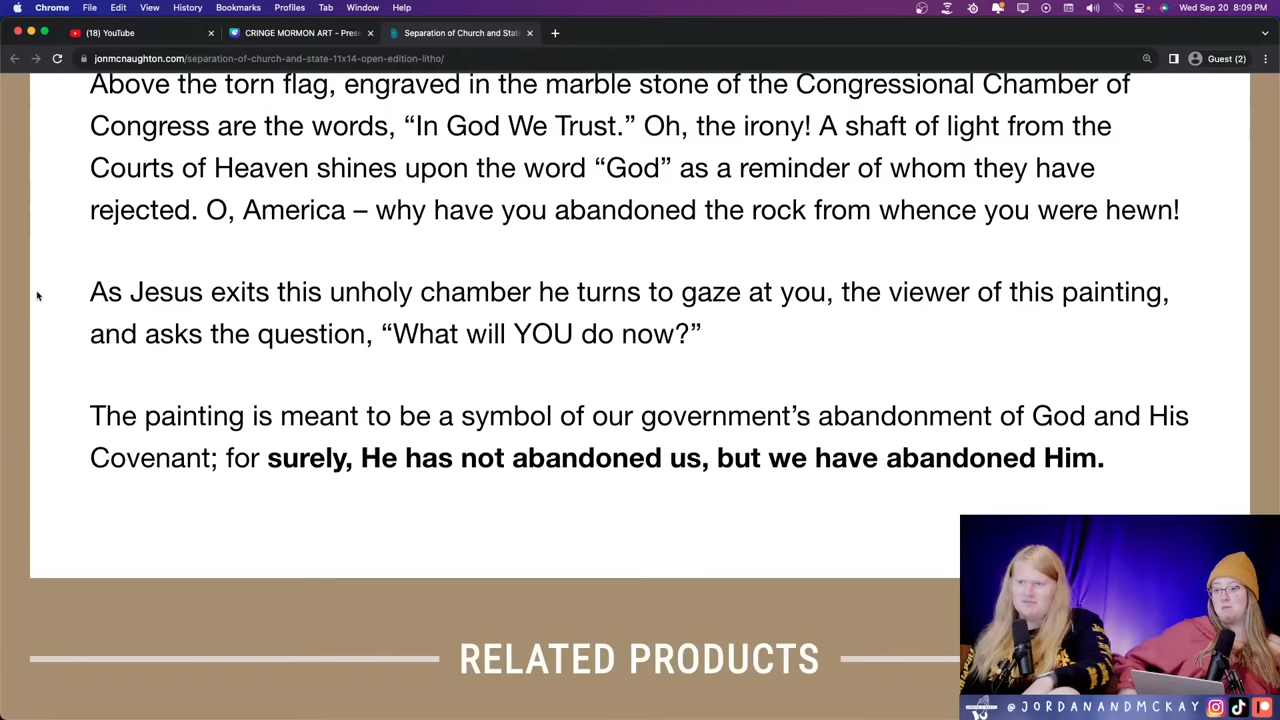 Chrome File Edit View History Bookmarks Profiles Tab Window Help Wed Sep 20 8:09 PM
(18) YouTube CRINGE MORMON ART - Pres Separation of Church and State
jonmcnaughton.com/separation-of-church-and-state-11x14-open-edition-litho/ Guest (2)
Above the torn flag, engraved in the marble stone of the Congressional Chamber of
Congress are the words, “In God We Trust.” Oh, the irony! A shaft of light from the
Courts of Heaven shines upon the word “God” as a reminder of whom they have
rejected. O, America – why have you abandoned the rock from whence you were hewn!
As Jesus exits this unholy chamber he turns to gaze at you, the viewer of this painting,
and asks the question, “What will YOU do now?”
The painting is meant to be a symbol of our government’s abandonment of God and His
Covenant; for surely, He has not abandoned us, but we have abandoned Him.
RELATED PRODUCTS
@JORDANANDMCKAY